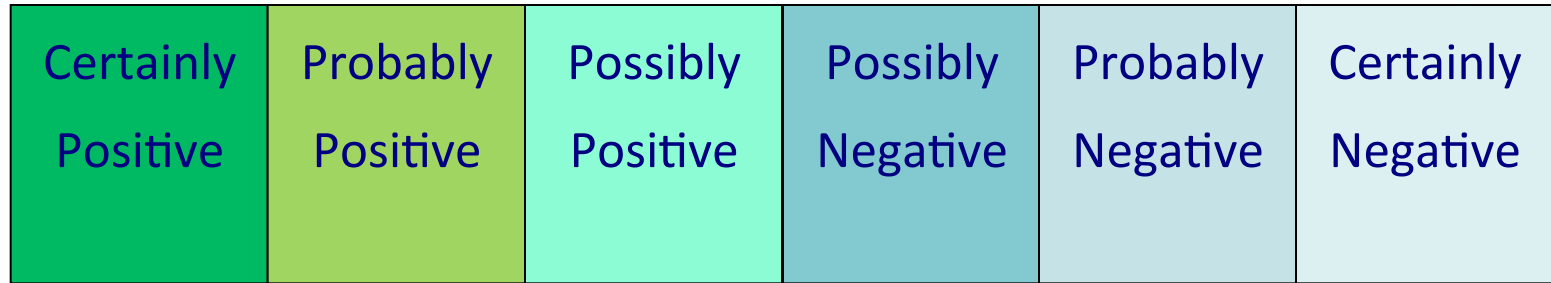 Certainly Probably Possibly Possibly Probably Certainly
Positive Positive Positive Negative Negative Negative